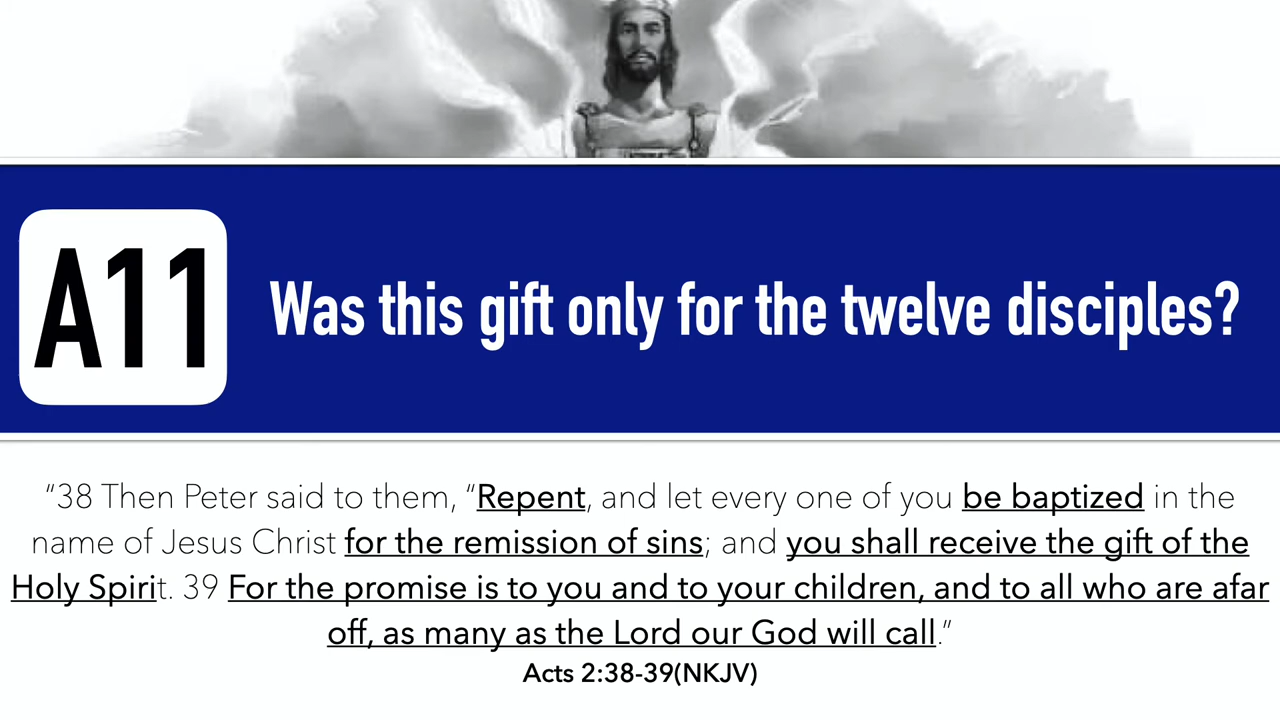 A11
Was this gift only for the twelve disciples?
“38 Then Peter said to them, “Repent, and let every one of you be baptized in the
name of Jesus Christ for the remission of sins; and you shall receive the gift of the
Holy Spirit. 39 For the promise is to you and to your children, and to all who are afar
off, as many as the Lord our God will call.”
Acts 2:38-39(NKJV)